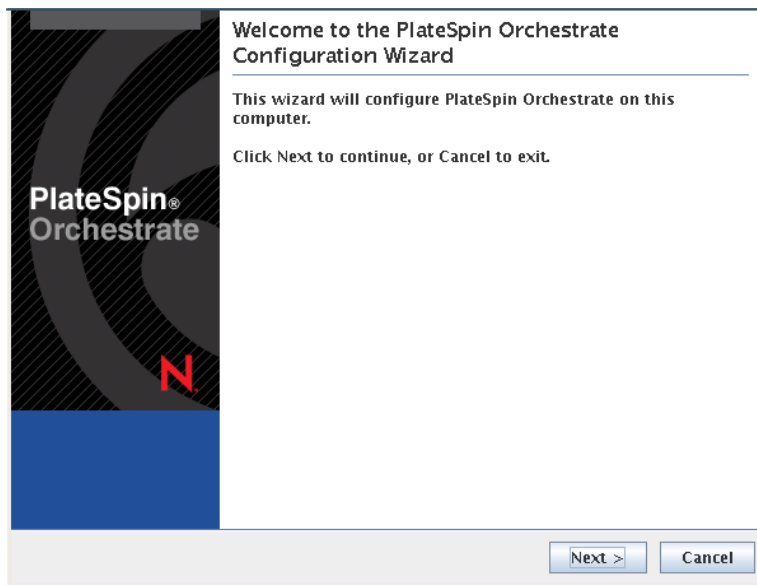 Welcome to the PlateSpin Orchestrate
Configuration Wizard
This wizard will configure PlateSpin Orchestrate on this
computer.
Click Next to continue, or Cancel to exit.
PlateSpin®
Orchestrate
N.
Next >
Cancel